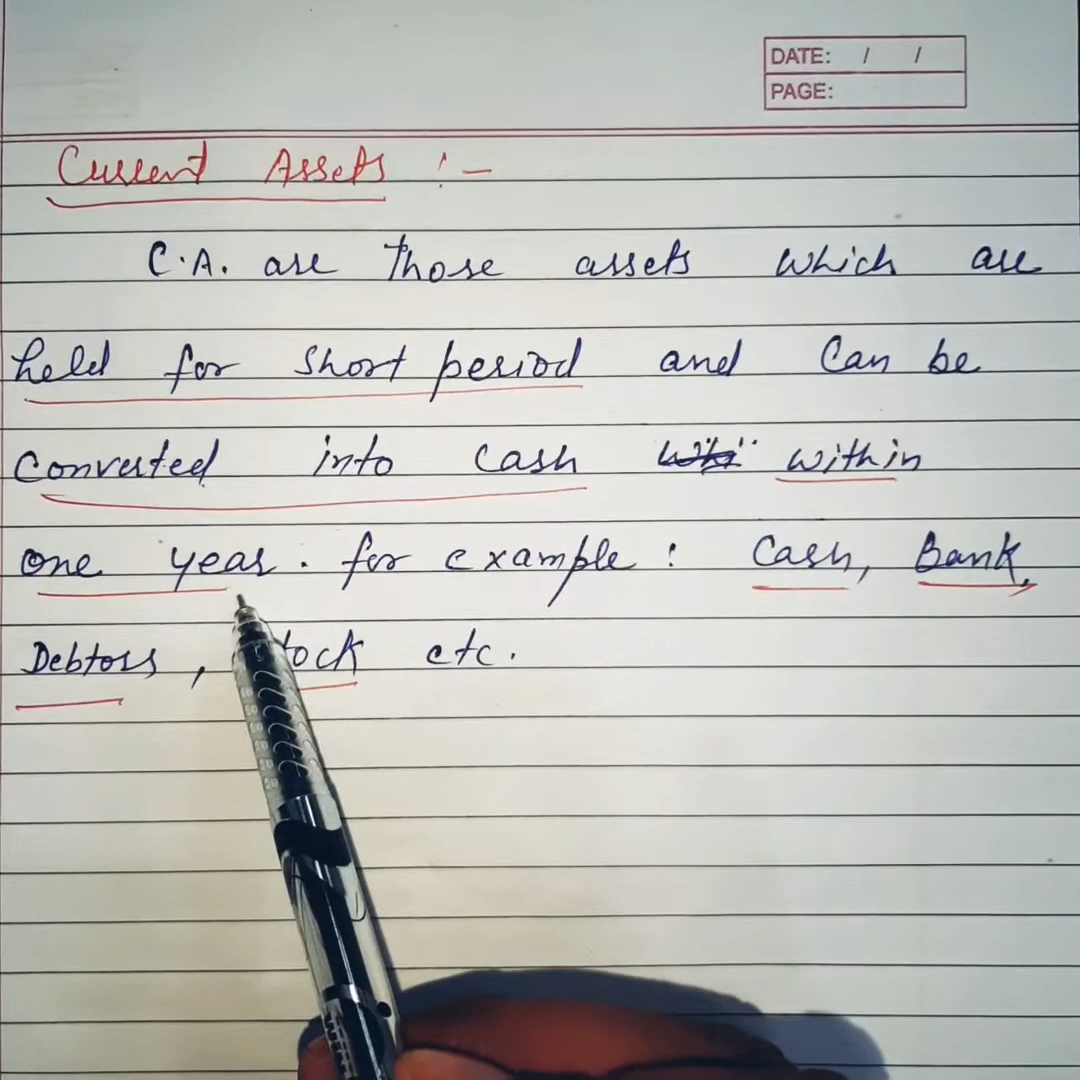 DATE: / /
PAGE:
Current Assets :-
C.A. are those assets which are
held for short period and can be
converted into cash within
one year. for example : Cash, Bank,
Debtors, tock etc.